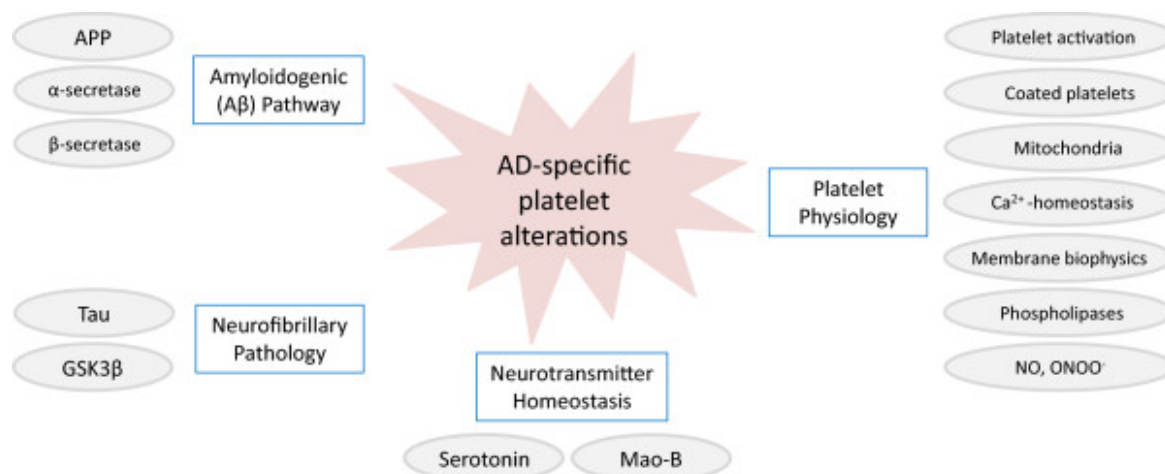 APP
α-secretase
β-secretase
Amyloidogenic
(Aβ) Pathway
AD-specific
platelet
alterations
Platelet
Physiology
Platelet activation
Coated platelets
Mitochondria
Ca²⁺-homeostasis
Membrane biophysics
Phospholipases
NO, ONOO⁻
Tau
GSK3β
Neurofibrillary
Pathology
Neurotransmitter
Homeostasis
Serotonin
Mao-B